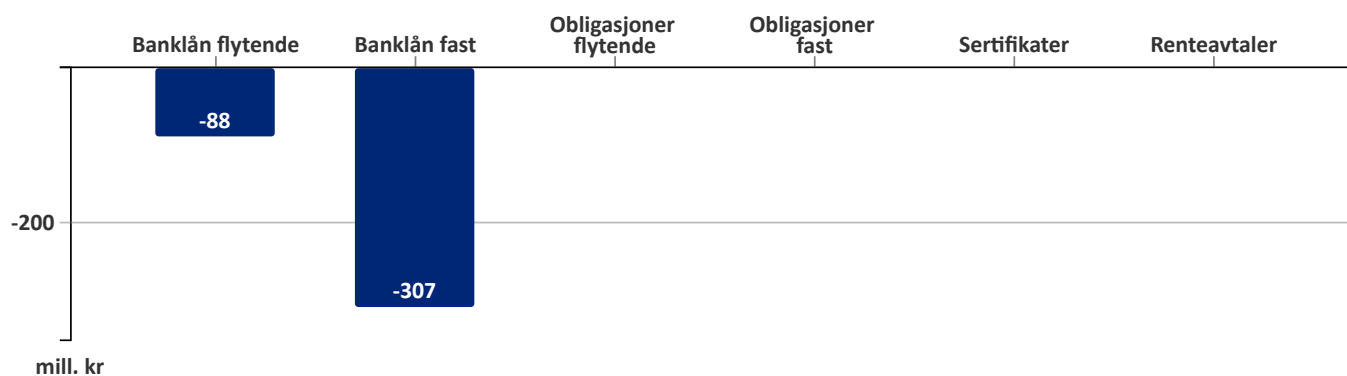 Banklån flytende
Banklån fast
Obligasjoner
flytende
Obligasjoner
fast
Sertifikater
Renteavtaler
-88
-200
-307
mill. kr